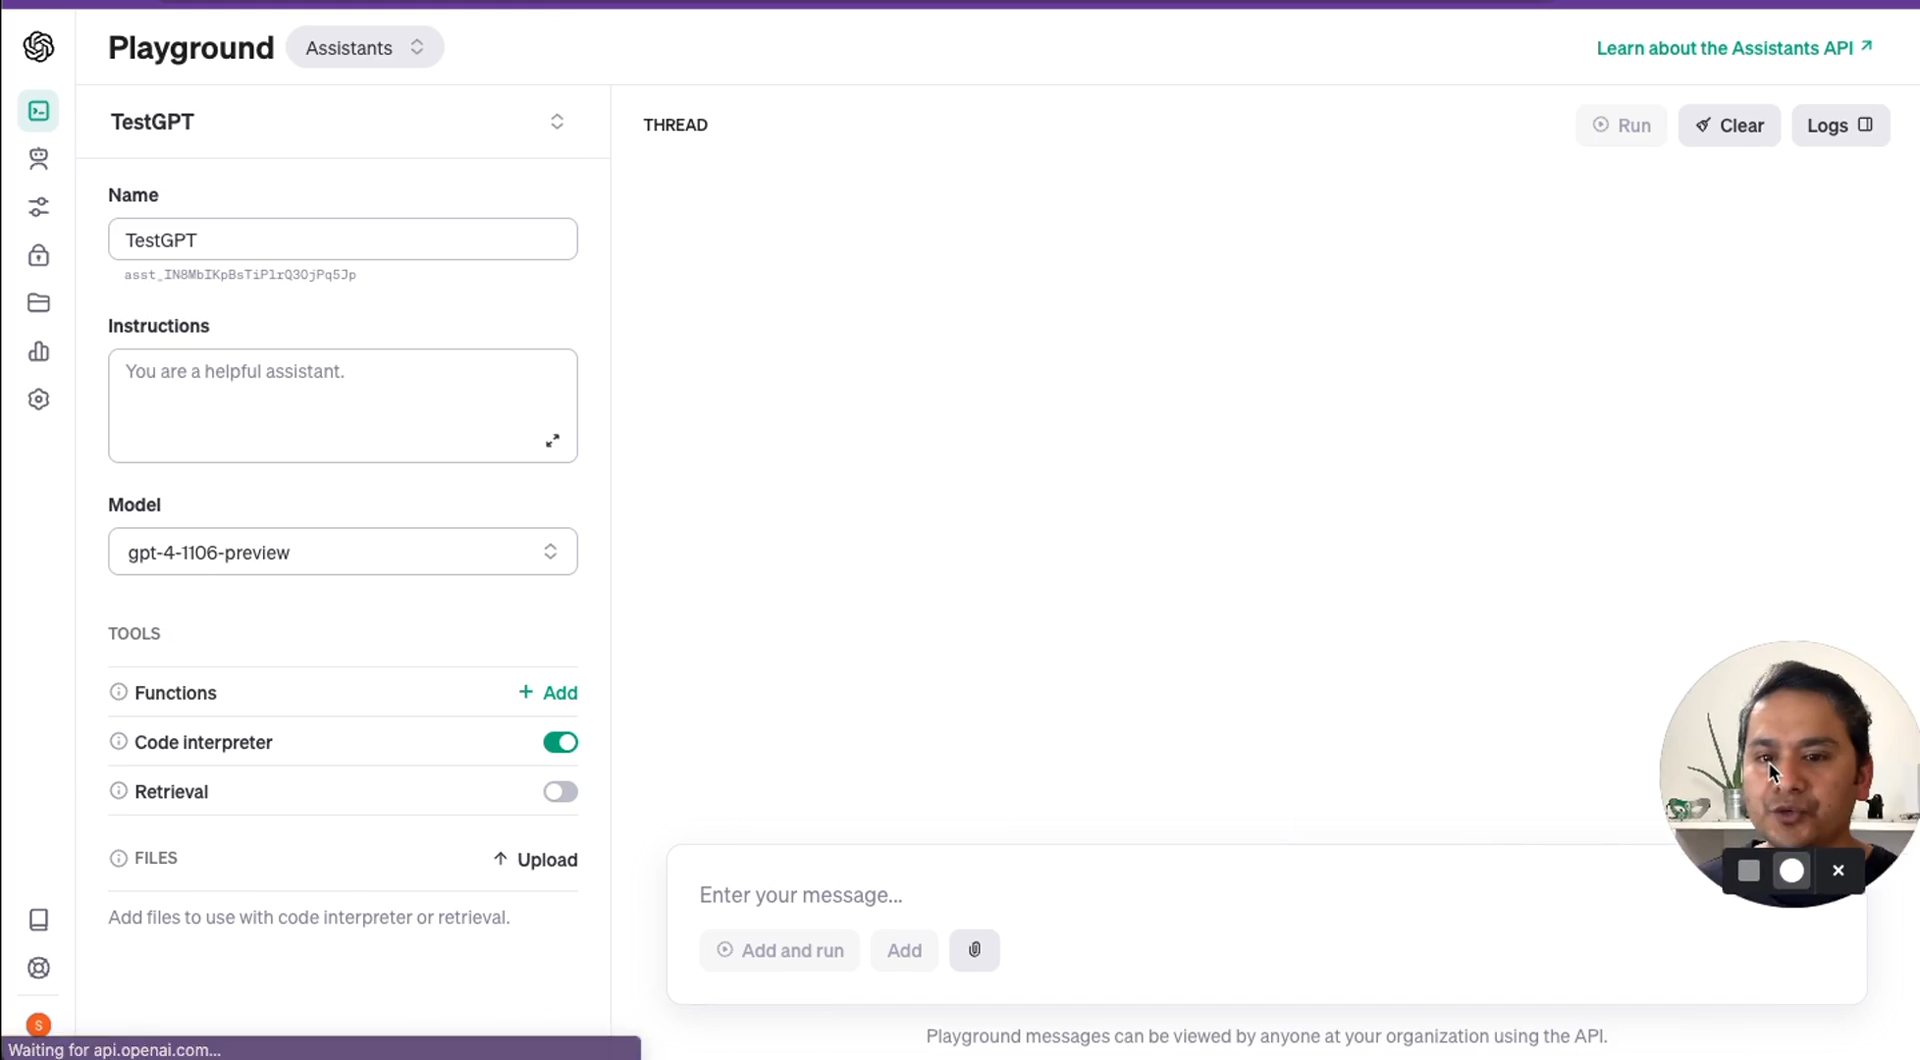 Playground
Assistants
Learn about the Assistants API
TestGPT
THREAD
Run
Clear
Logs
Name
TestGPT
asst_IN8MbIKpBsTiPlrQ3OjPq5Jp
Instructions
You are a helpful assistant.
Model
gpt-4-1106-preview
TOOLS
Functions
+ Add
Code interpreter
Retrieval
FILES
Upload
Add files to use with code interpreter or retrieval.
Enter your message...
Add and run
Add
Playground messages can be viewed by anyone at your organization using the API.
S
Waiting for api.openai.com...